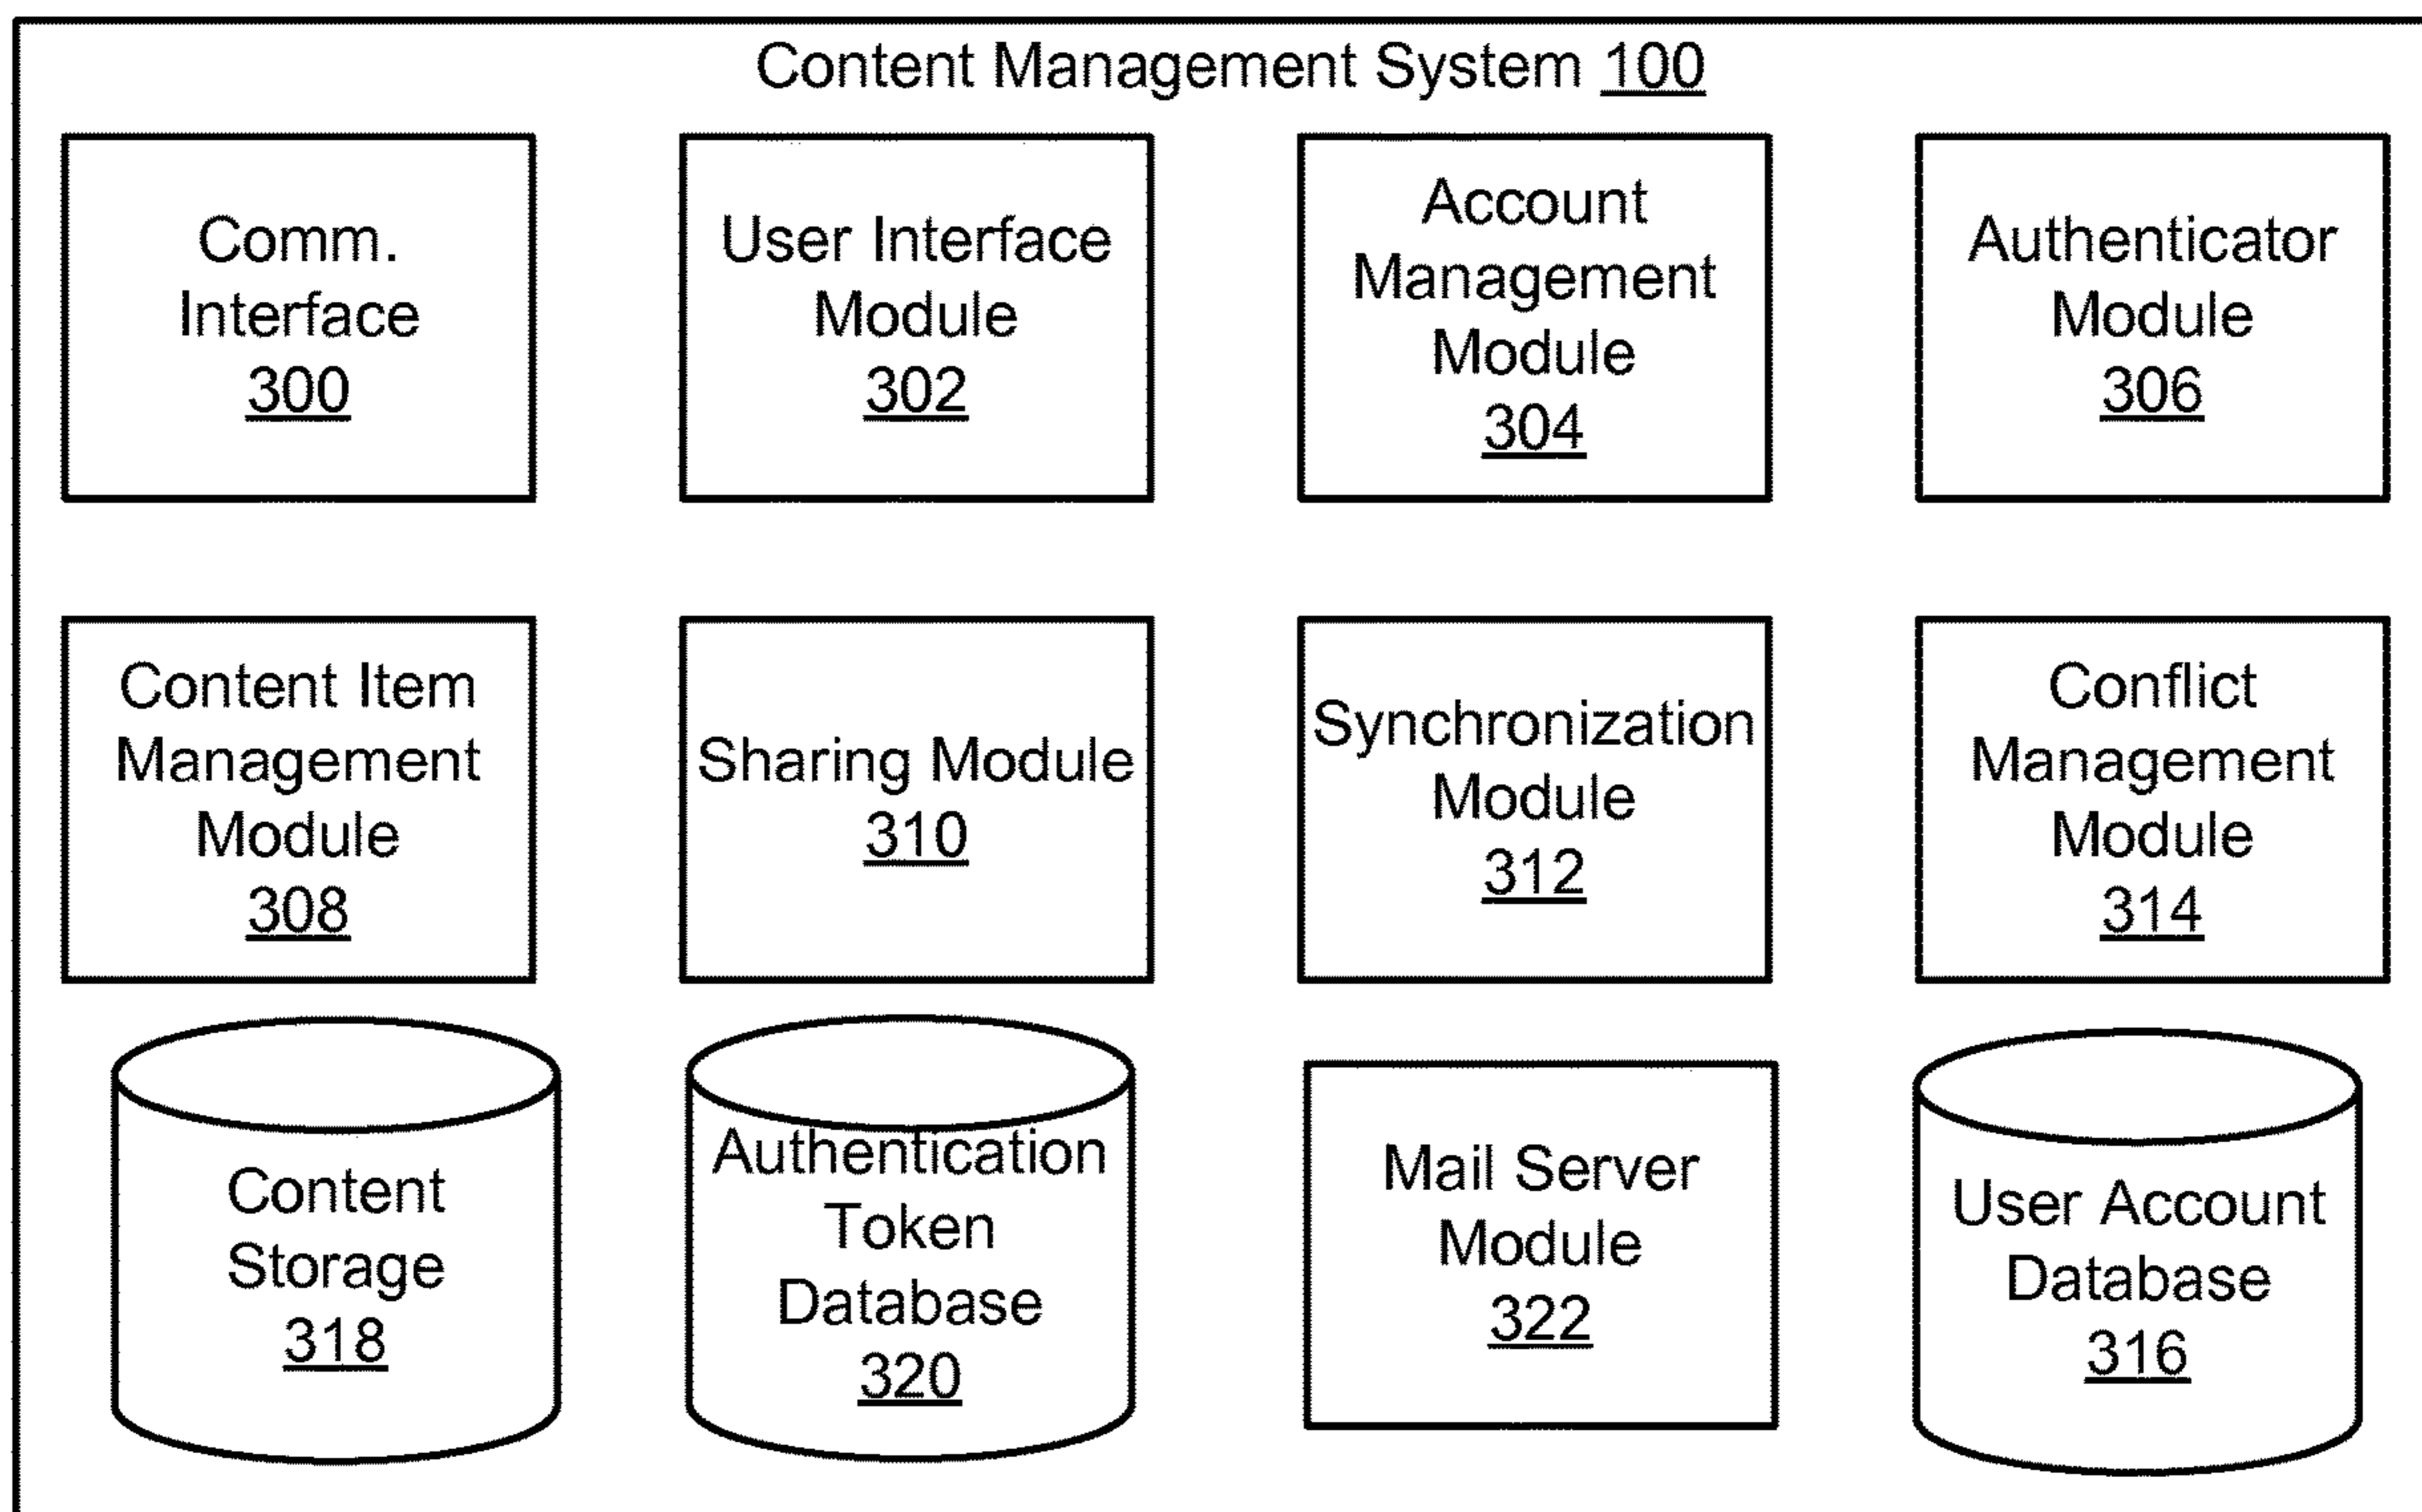 Content Management System 100
Comm.
Interface
300
User Interface
Module
302
Account
Management
Module
304
Authenticator
Module
306
Content Item
Management
Module
308
Sharing Module
310
Synchronization
Module
312
Conflict
Management
Module
314
Content
Storage
318
Authentication
Token
Database
320
Mail Server
Module
322
User Account
Database
316